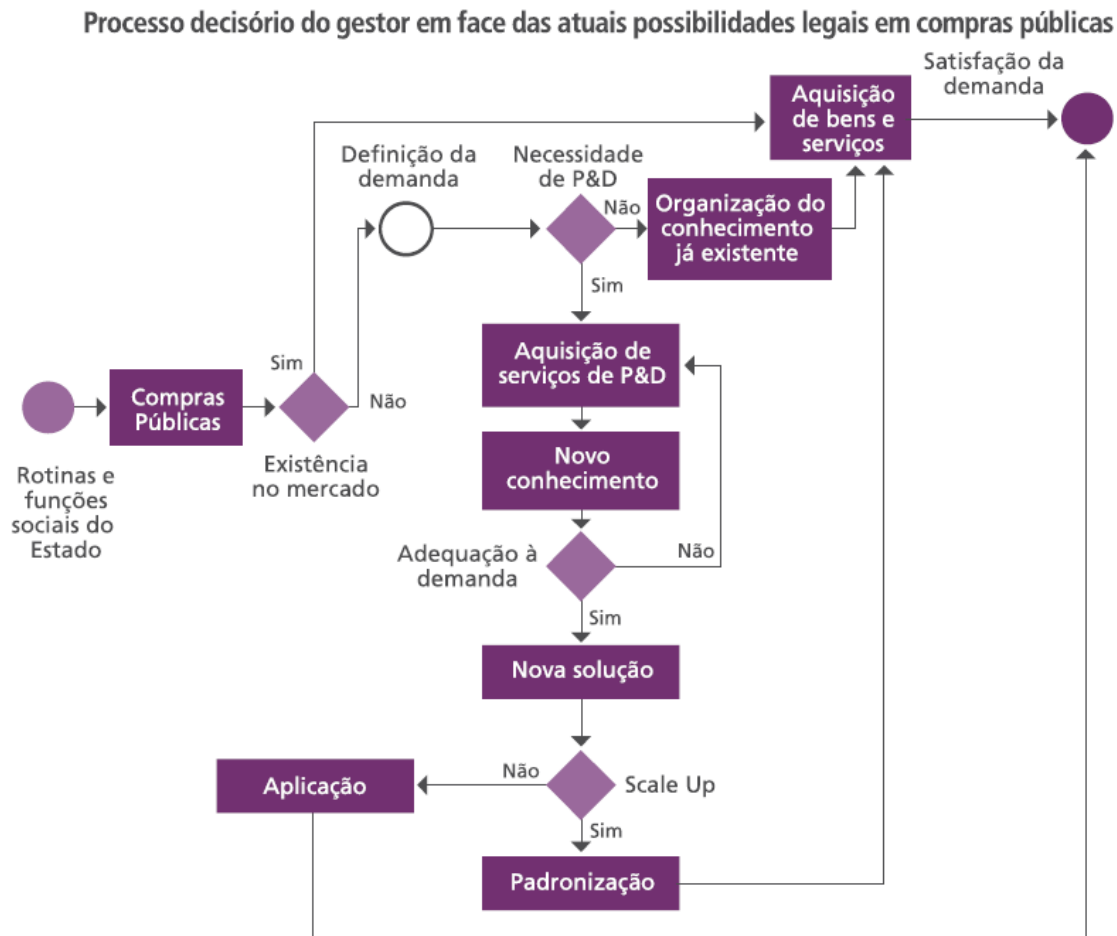 Processo decisório do gestor em face das atuais possibilidades legais em compras públicas
Satisfação da
demanda
Aquisição
de bens e
serviços
Definição da
demanda
Necessidade
de P&D
Não
Organização do
conhecimento
já existente
Sim
Aquisição de
serviços de P&D
Sim
Compras
Públicas
Não
Existência
no mercado
Rotinas e
funções
sociais do
Estado
Novo
conhecimento
Adequação à
demanda
Não
Sim
Nova solução
Aplicação
Não
Scale Up
Sim
Padronização